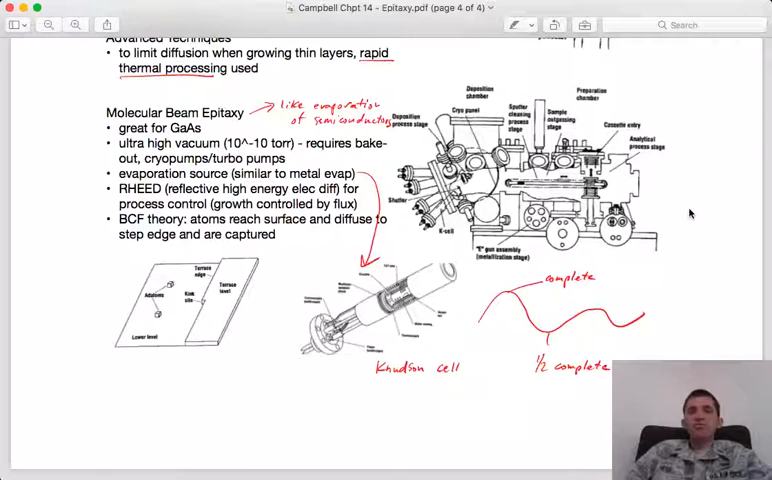 Campbell Chpt 14 - Epitaxy.pdf (page 4 of 4)
Search
Advanced Techniques
• to limit diffusion when growing thin layers, rapid
thermal processing used
Molecular Beam Epitaxy
like evaporation
of semiconductors
• great for GaAs
• ultra high vacuum (10^-10 torr) - requires bake-
out, cryopumps/turbo pumps
• evaporation source (similar to metal evap)
• RHEED (reflective high energy elec diff) for
process control (growth controlled by flux)
• BCF theory: atoms reach surface and diffuse to
step edge and are captured
Deposition
chamber
Preparation
chamber
Cryo panel
Sputter
cleaning
process
stage
Sample
outgassing
stage
Cassette entry
Analytical
process stage
Deposition
process stage
Shutter
K-cell
"E" gun assembly
(metallization stage)
Terrace
edge
Terrace
level
Kink
site
Adatoms
Lower level
Knudson cell
complete
1/2 complete